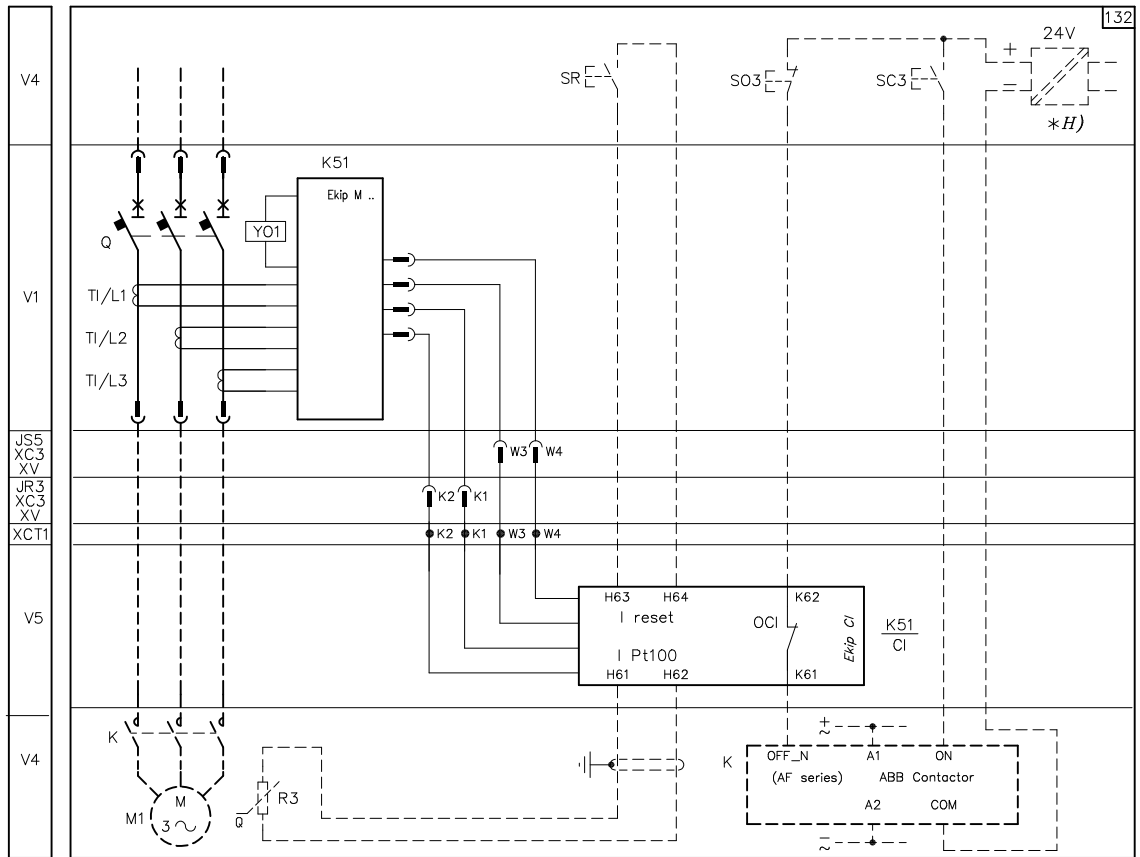 132
V4
SR
SO3
SC3
+
24V
−
*H)
V1
K51
Ekip M ..
YO1
Q
TI/L1
TI/L2
TI/L3
JS5
XC3
XV
W3
W4
JR3
XC3
XV
K2
K1
XCT1
K2
K1
W3
W4
V5
H63
H64
K62
I reset
OCI
Ekip CI
K51
CI
I Pt100
H61
H62
K61
V4
K
M
3 ~
M1
R3
Q
+
~
K
OFF_N
A1
ON
(AF series)
ABB Contactor
A2
COM
−
~